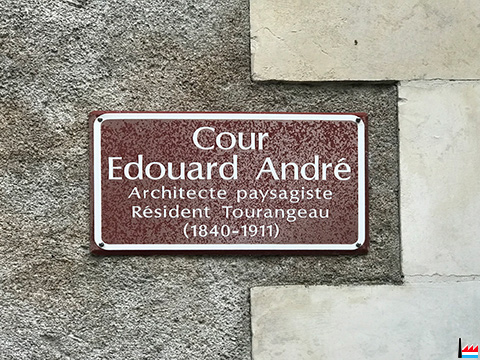 Cour
Edouard André
Architecte paysagiste
Résident Tourangeau
(1840-1911)